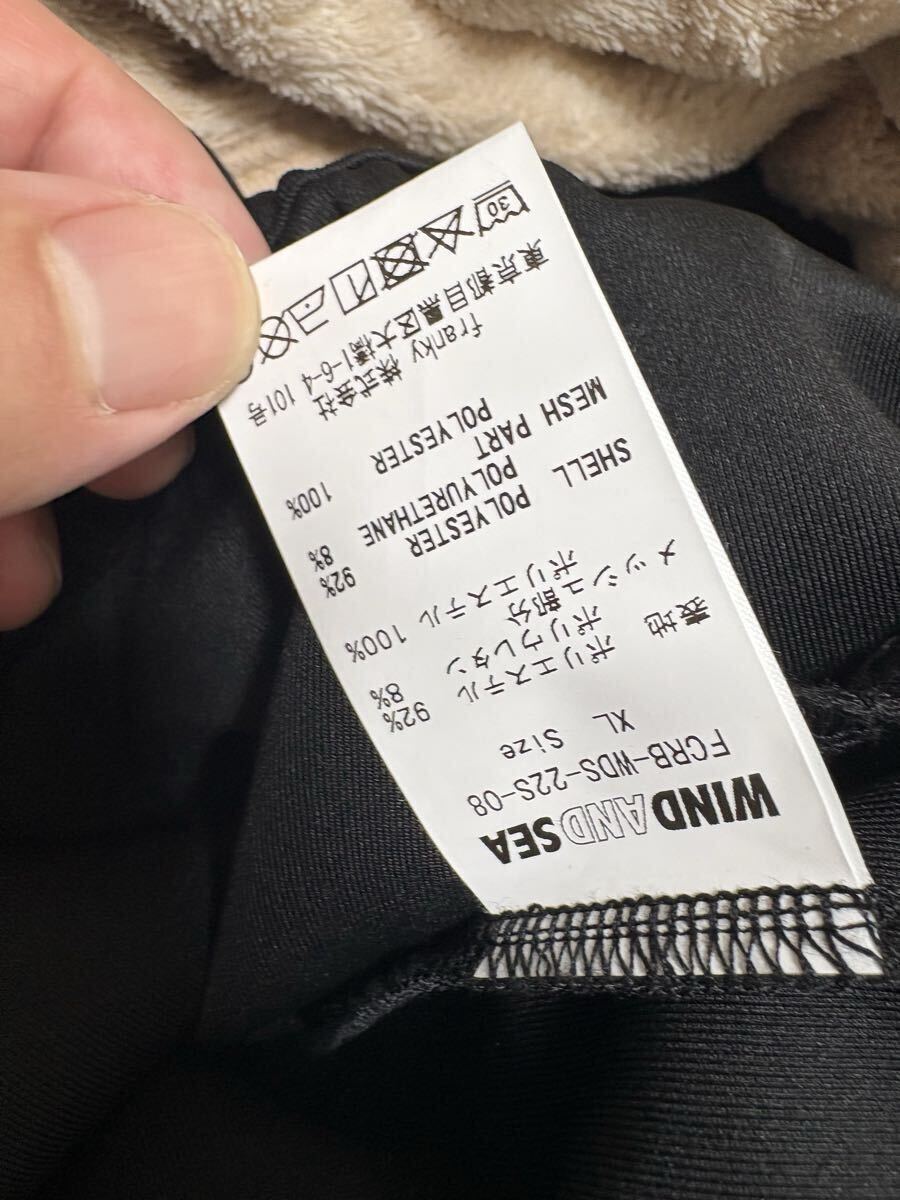 WIND AND SEA
FCRB-WDS-22S-08
Size
XL
表地
ポリエステル 92%
ポリウレタン 8%
メッシュ部分
ポリエステル 100%
SHELL
POLYESTER 92%
POLYURETHANE 8%
MESH PART
POLYESTER 100%
franky 株式会社
東京都目黒区大橋1-6-4 101号
30